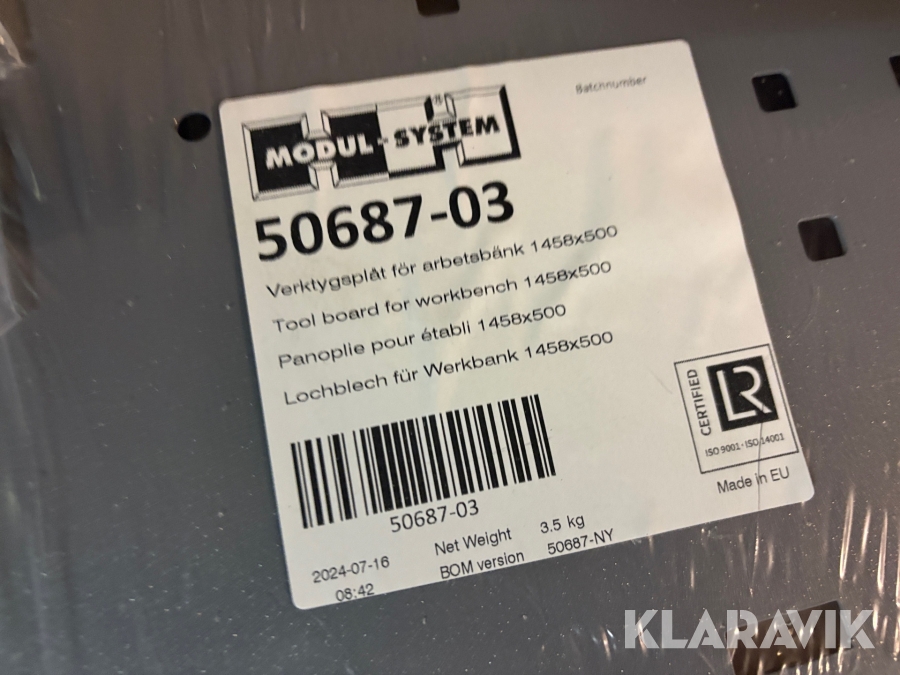 Batchnumber
MODUL-SYSTEM®
50687-03
Verktygsplåt för arbetsbänk 1458x500
Tool board for workbench 1458x500
Panoplie pour établi 1458x500
Lochblech für Werkbank 1458x500
CERTIFIED
LR
ISO 9001 · ISO 14001
Made in EU
50687-03
Net Weight 3.5 kg
BOM version 50687-NY
2024-07-16
08:42
KLARAVIK